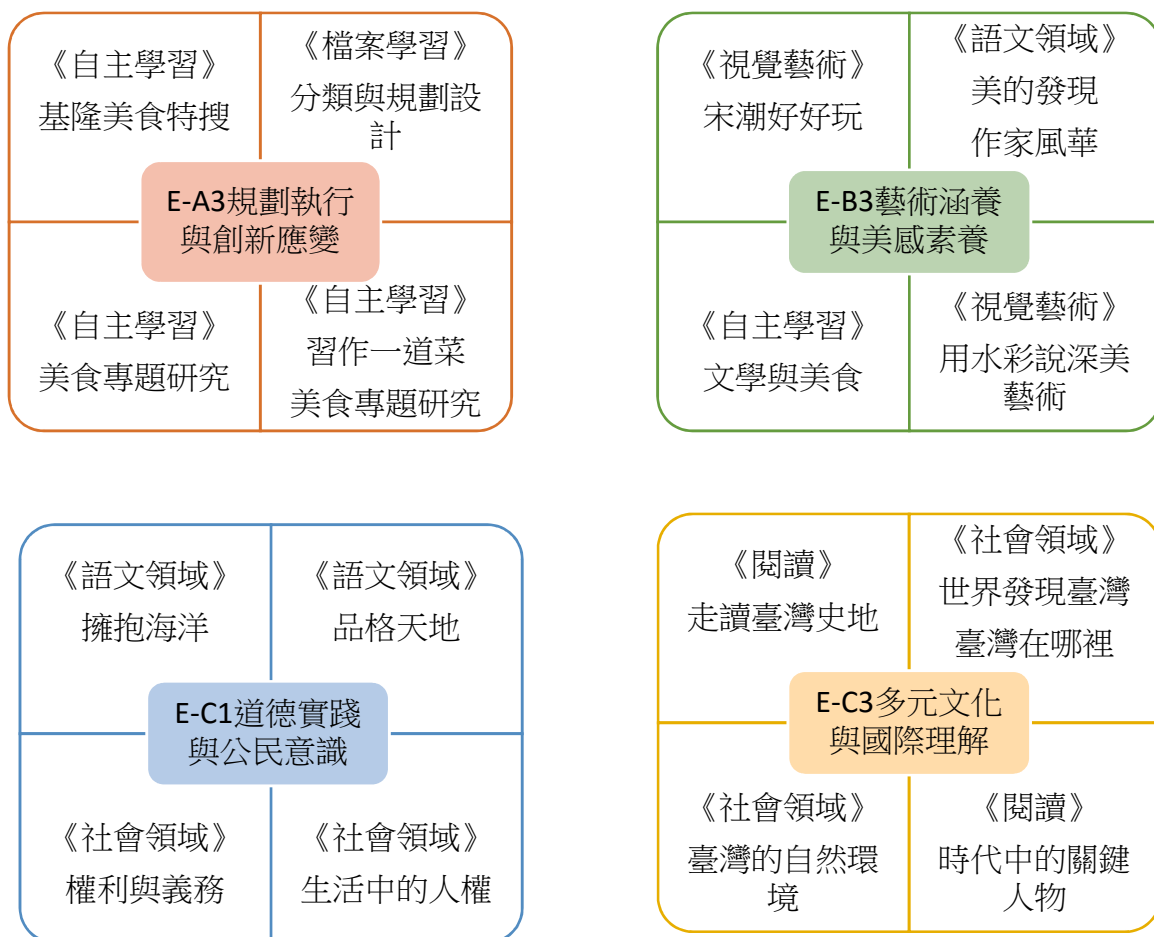 《自主學習》
基隆美食特搜
《檔案學習》
分類與規劃設
計
E-A3規劃執行
與創新應變
《自主學習》
美食專題研究
《自主學習》
習作一道菜
美食專題研究
《視覺藝術》
宋潮好好玩
《語文領域》
美的發現
作家風華
E-B3藝術涵養
與美感素養
《自主學習》
文學與美食
《視覺藝術》
用水彩說深美
藝術
《語文領域》
擁抱海洋
《語文領域》
品格天地
E-C1道德實踐
與公民意識
《社會領域》
權利與義務
《社會領域》
生活中的人權
《閱讀》
走讀臺灣史地
《社會領域》
世界發現臺灣
臺灣在哪裡
E-C3多元文化
與國際理解
《社會領域》
臺灣的自然環
境
《閱讀》
時代中的關鍵
人物